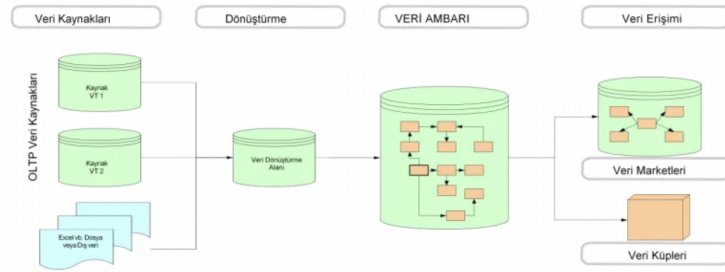 Veri Kaynakları
Dönüştürme
VERİ AMBARI
Veri Erişimi
OLTP Veri Kaynakları
Kaynak
VT 1
Kaynak
VT 2
Excel vb. Dosya
veya Dış veri
Veri Dönüştürme
Alanı
Veri Marketleri
Veri Küpleri